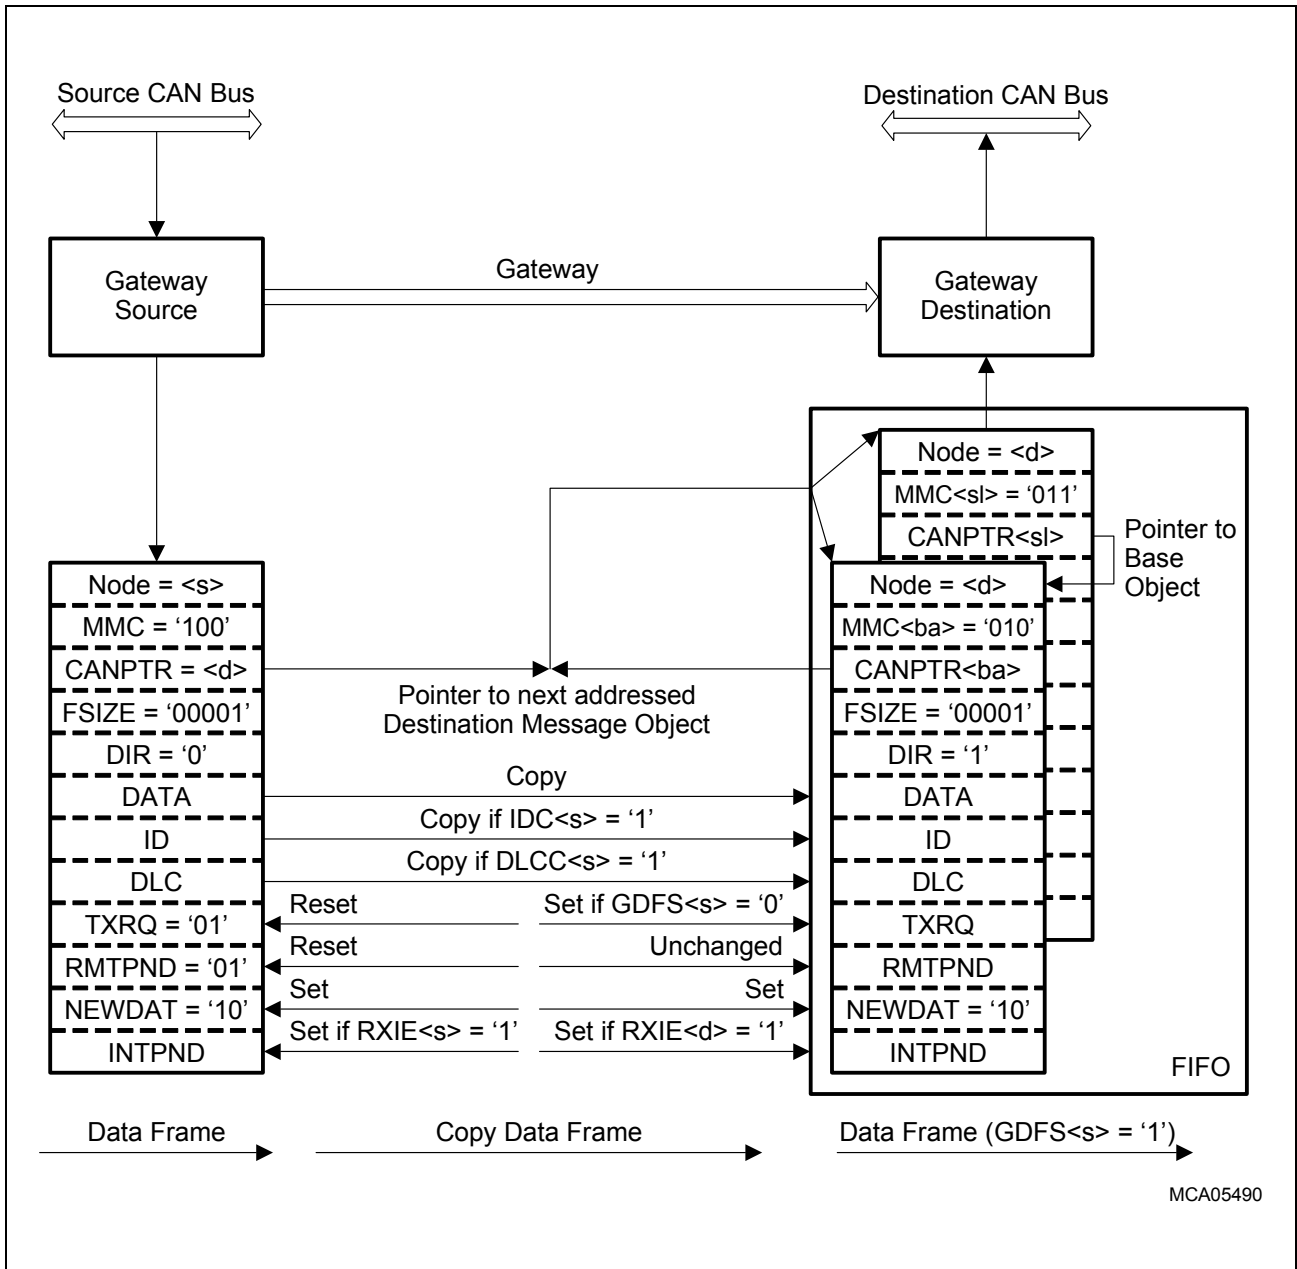 Source CAN Bus
Destination CAN Bus
Gateway
Source
Gateway
Gateway
Destination
Node = <d>
MMC<sl> = ‘011’
CANPTR<sl>
Pointer to
Base
Object
Node = <s>
MMC = ‘100’
CANPTR = <d>
FSIZE = ‘00001’
DIR = ‘0’
DATA
ID
DLC
TXRQ = ‘01’
RMTPND = ‘01’
NEWDAT = ‘10’
INTPND
Pointer to next addressed
Destination Message Object
Copy
Copy if IDC<s> = ‘1’
Copy if DLCC<s> = ‘1’
Reset
Set if GDFS<s> = ‘0’
Reset
Unchanged
Set
Set
Set if RXIE<s> = ‘1’
Set if RXIE<d> = ‘1’
Node = <d>
MMC<ba> = ‘010’
CANPTR<ba>
FSIZE = ‘00001’
DIR = ‘1’
DATA
ID
DLC
TXRQ
RMTPND
NEWDAT = ‘10’
INTPND
FIFO
Data Frame
Copy Data Frame
Data Frame (GDFS<s> = ‘1’)
MCA05490